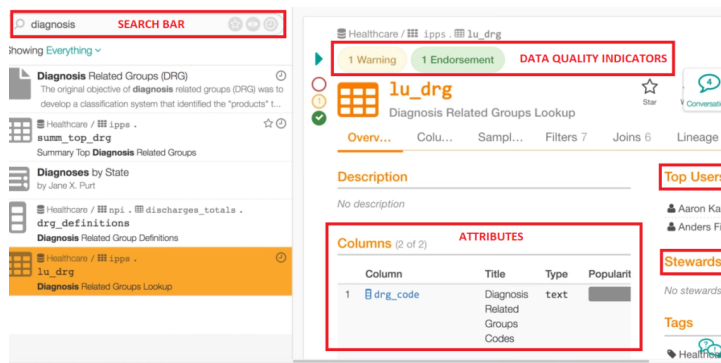 diagnosis SEARCH BAR
Showing Everything
Diagnosis Related Groups (DRG)
The original objective of diagnosis related groups (DRG) was to
develop a classification system that identified the "products" t...
Healthcare / ipps .
summ_top_drg
Summary Top Diagnosis Related Groups
Diagnoses by State
by Jane X. Purt
Healthcare / npi . discharges_totals .
drg_definitions
Diagnosis Related Group Definitions
Healthcare / ipps .
lu_drg
Diagnosis Related Groups Lookup
Healthcare / ipps . lu_drg
1 Warning 1 Endorsement DATA QUALITY INDICATORS
1
lu_drg
Diagnosis Related Groups Lookup
Star
4
Conversati
Overv... Colu... Sampl... Filters 7 Joins 6 Lineage
Description
No description
ATTRIBUTES
Columns (2 of 2)
Column Title Type Popularit
1 drg_code Diagnosis Related Groups Codes text
Top Users
Aaron Ka
Anders Fi
Stewards
No stewards
Tags
Healthc